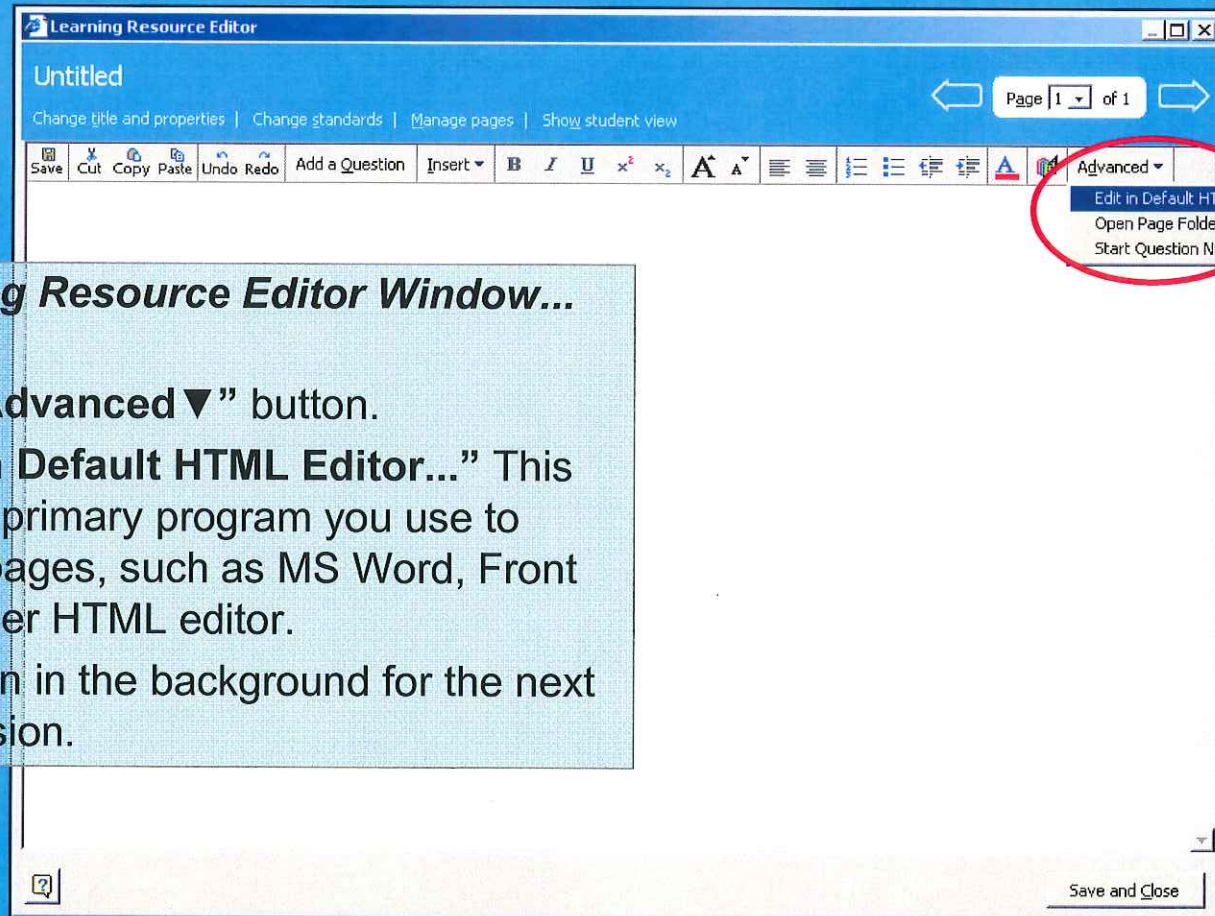 Learning Resource Editor
Untitled
Page 1 of 1
Change title and properties | Change standards | Manage pages | Show student view
Save Cut Copy Paste Undo Redo Add a Question Insert B I U x² x₂ A A A Advanced
Edit in Default HT
Open Page Folde
Start Question N
g Resource Editor Window...
dvanced▼” button.
Default HTML Editor...” This
primary program you use to
pages, such as MS Word, Front
er HTML editor.
n in the background for the next
sion.
Save and Close